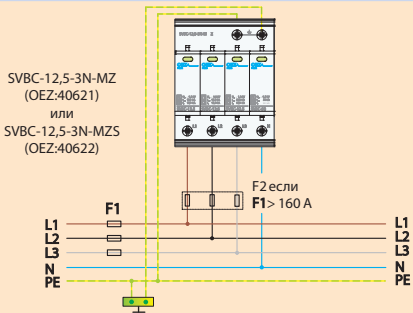 SVBC-12,5-3N-MZ
(OEZ:40621)
или
SVBC-12,5-3N-MZS
(OEZ:40622)
F2 если
F1> 160 A
F1
L1
L2
L3
N
PE
L1
L2
L3
N
PE